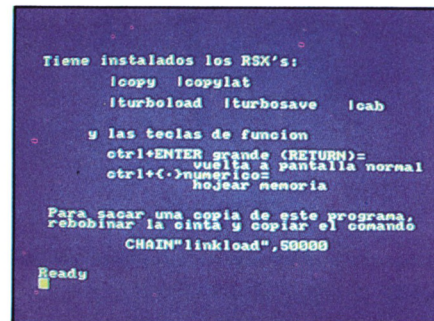 Tiene instalados los RSX's:
|copy |copylat
|turboload |turbosave |cab
y las teclas de funcion
ctrl+ENTER grande (RETURN)=
vuelta a pantalla normal
ctrl+(·)numerico=
hojear memoria
Para sacar una copia de este programa,
rebobinar la cinta y copiar el comando
CHAIN"linkload",50000
Ready